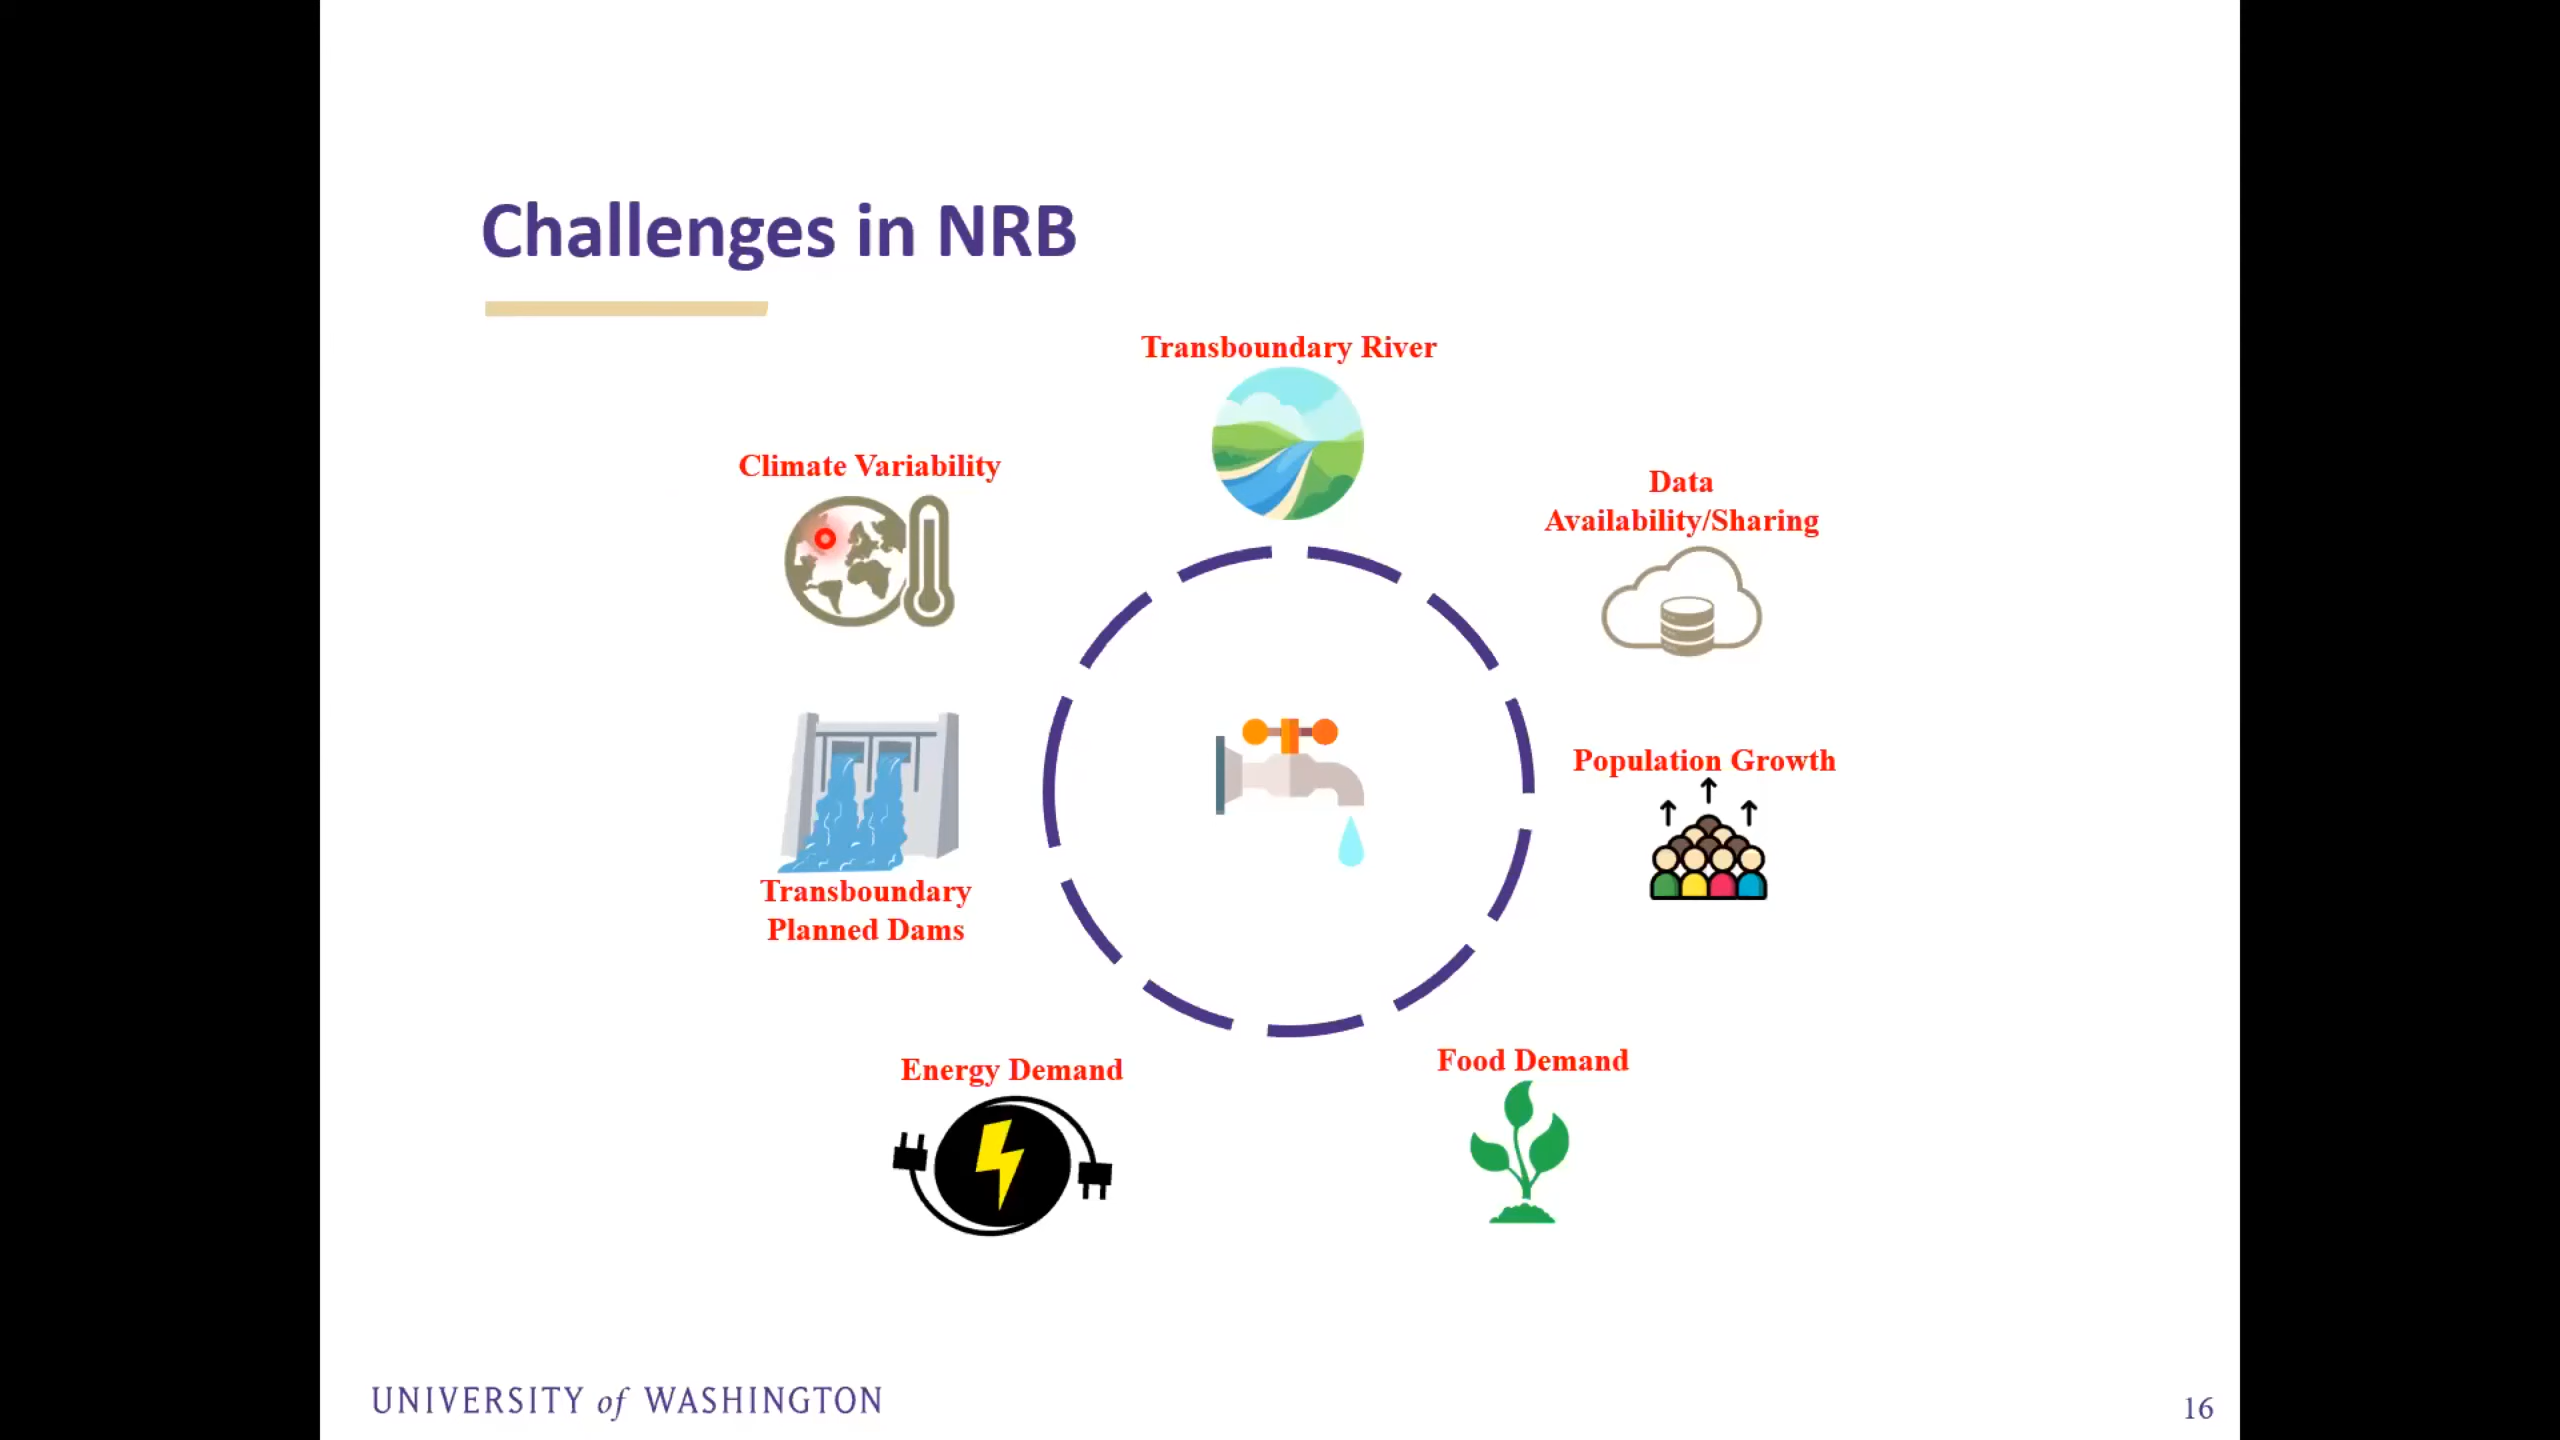 Challenges in NRB
Transboundary River
Climate Variability
Data
Availability/Sharing
Population Growth
Transboundary
Planned Dams
Energy Demand
Food Demand
UNIVERSITY of WASHINGTON
16